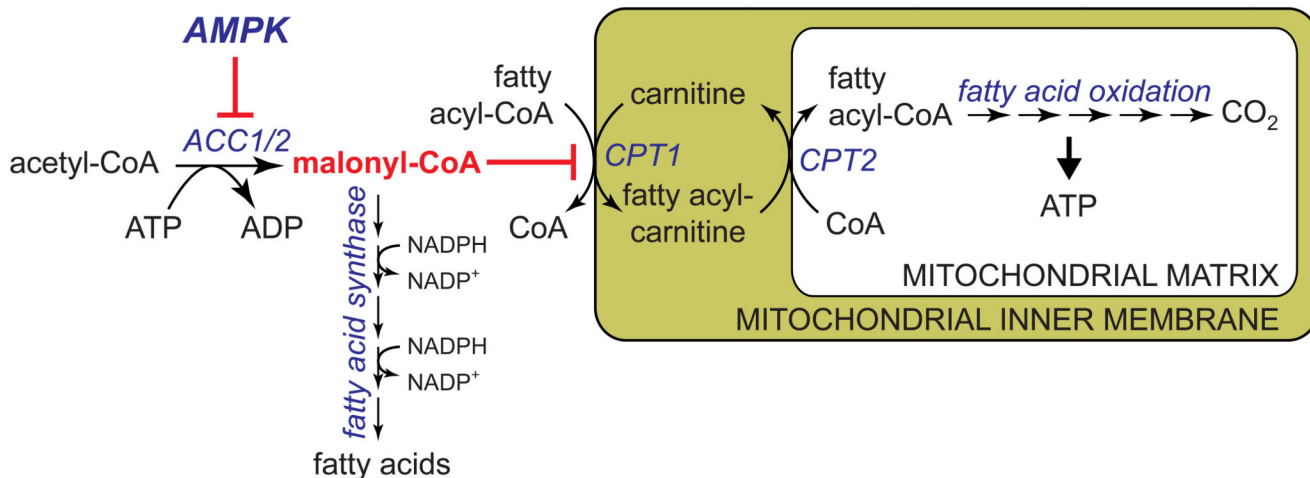 AMPK
ACC1/2
acetyl-CoA
malonyl-CoA
ATP
ADP
fatty acid synthase
NADPH
NADP⁺
NADPH
NADP⁺
fatty acids
fatty
acyl-CoA
CoA
carnitine
CPT1
fatty acyl-
carnitine
CPT2
fatty
acyl-CoA
CoA
fatty acid oxidation
CO₂
ATP
MITOCHONDRIAL MATRIX
MITOCHONDRIAL INNER MEMBRANE